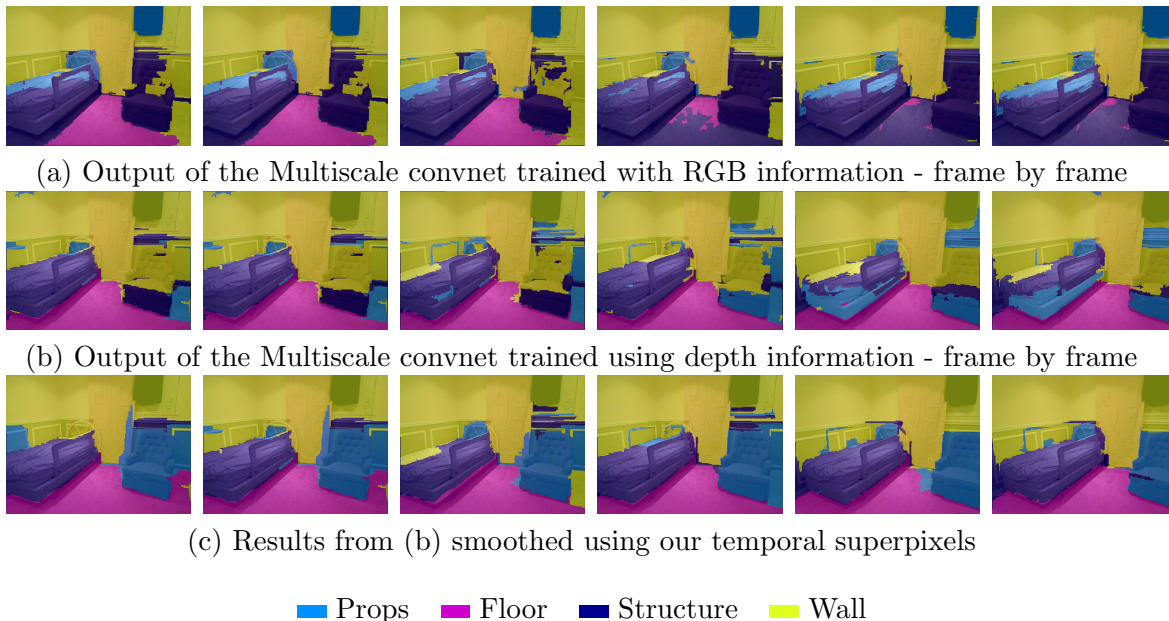 (a) Output of the Multiscale convnet trained with RGB information - frame by frame
(b) Output of the Multiscale convnet trained using depth information - frame by frame
(c) Results from (b) smoothed using our temporal superpixels
Props Floor Structure Wall